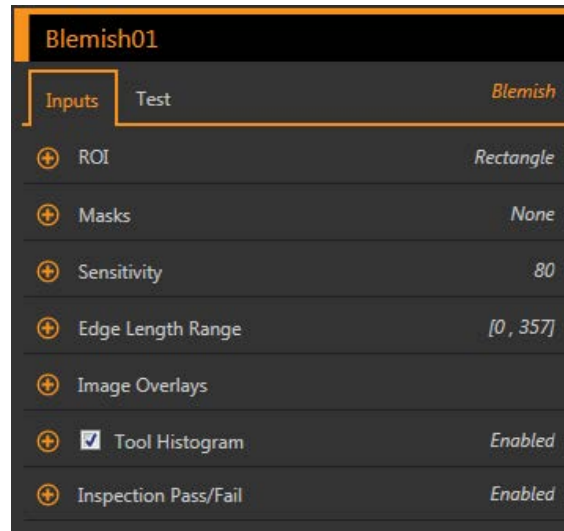 Blemish01
Inputs Test Blemish
ROI Rectangle
Masks None
Sensitivity 80
Edge Length Range [0 , 357]
Image Overlays
Tool Histogram Enabled
Inspection Pass/Fail Enabled